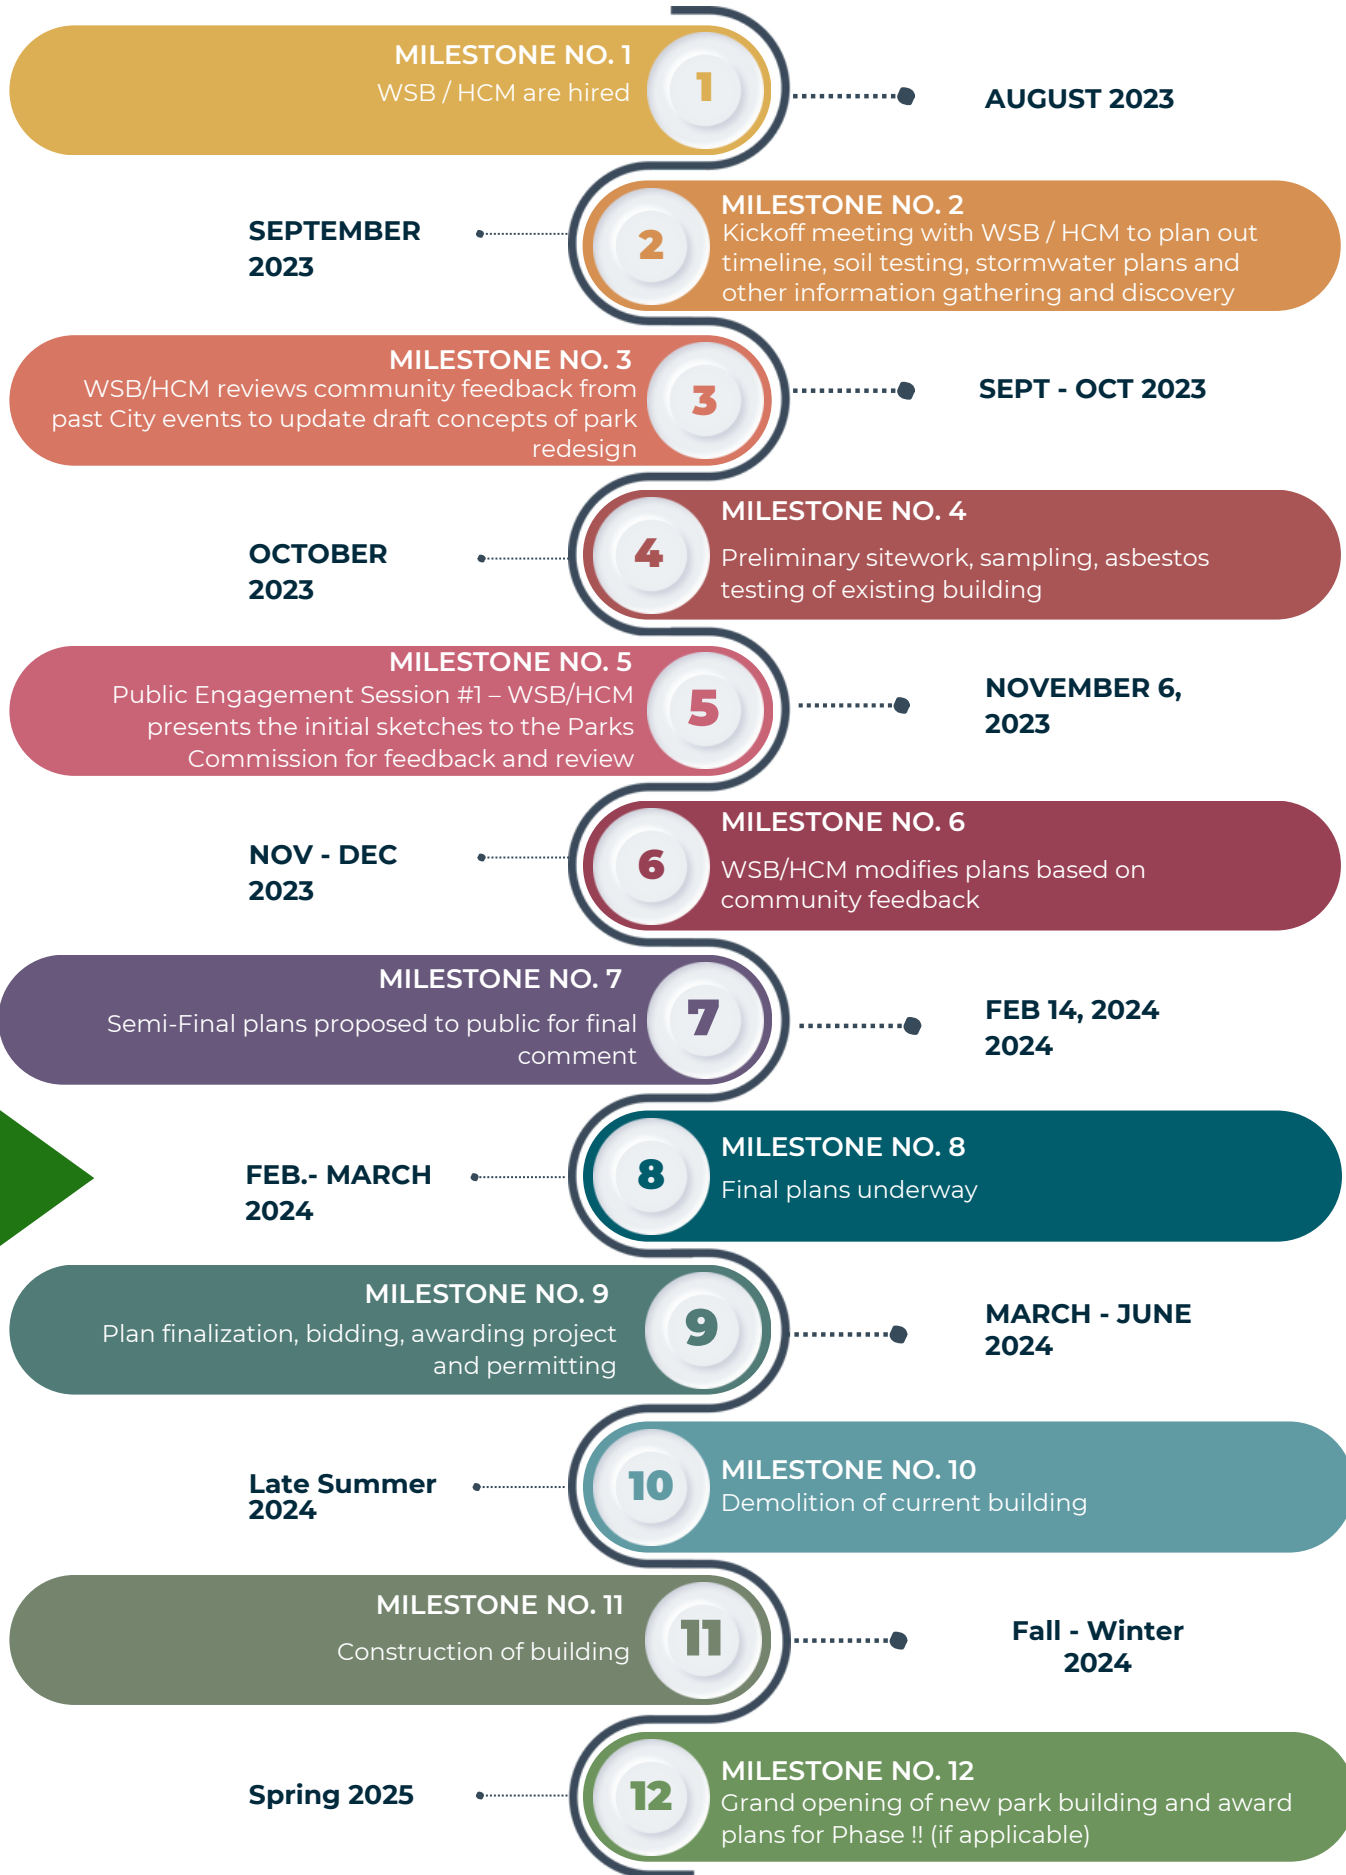 MILESTONE NO. 1
WSB / HCM are hired
1
AUGUST 2023
SEPTEMBER
2023
2
MILESTONE NO. 2
Kickoff meeting with WSB / HCM to plan out
timeline, soil testing, stormwater plans and
other information gathering and discovery
MILESTONE NO. 3
WSB/HCM reviews community feedback from
past City events to update draft concepts of park
redesign
3
SEPT - OCT 2023
OCTOBER
2023
4
MILESTONE NO. 4
Preliminary sitework, sampling, asbestos
testing of existing building
MILESTONE NO. 5
Public Engagement Session #1 – WSB/HCM
presents the initial sketches to the Parks
Commission for feedback and review
5
NOVEMBER 6,
2023
NOV - DEC
2023
6
MILESTONE NO. 6
WSB/HCM modifies plans based on
community feedback
MILESTONE NO. 7
Semi-Final plans proposed to public for final
comment
7
FEB 14, 2024
2024
FEB.- MARCH
2024
8
MILESTONE NO. 8
Final plans underway
MILESTONE NO. 9
Plan finalization, bidding, awarding project
and permitting
9
MARCH - JUNE
2024
Late Summer
2024
10
MILESTONE NO. 10
Demolition of current building
MILESTONE NO. 11
Construction of building
11
Fall - Winter
2024
Spring 2025
12
MILESTONE NO. 12
Grand opening of new park building and award
plans for Phase !! (if applicable)